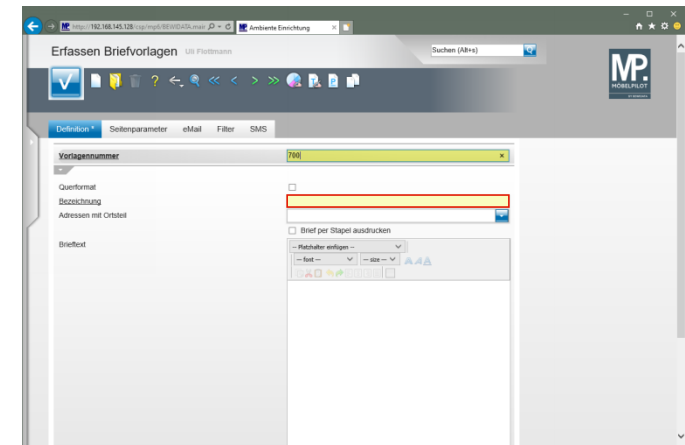 http://192.168.145.128/csp/mp6/BEWIDATA.main
Ambiente Einrichtung
Erfassen Briefvorlagen Uli Flottmann
Suchen (Alt+s)
MP.
MÖBELPILOT
Definition * Seitenparameter eMail Filter SMS
Vorlagennummer 700
Querformat
Bezeichnung
Adressen mit Ortsteil
Brief per Stapel ausdrucken
Brieftext
-- Platzhalter einfügen --
-- font -- -- size --